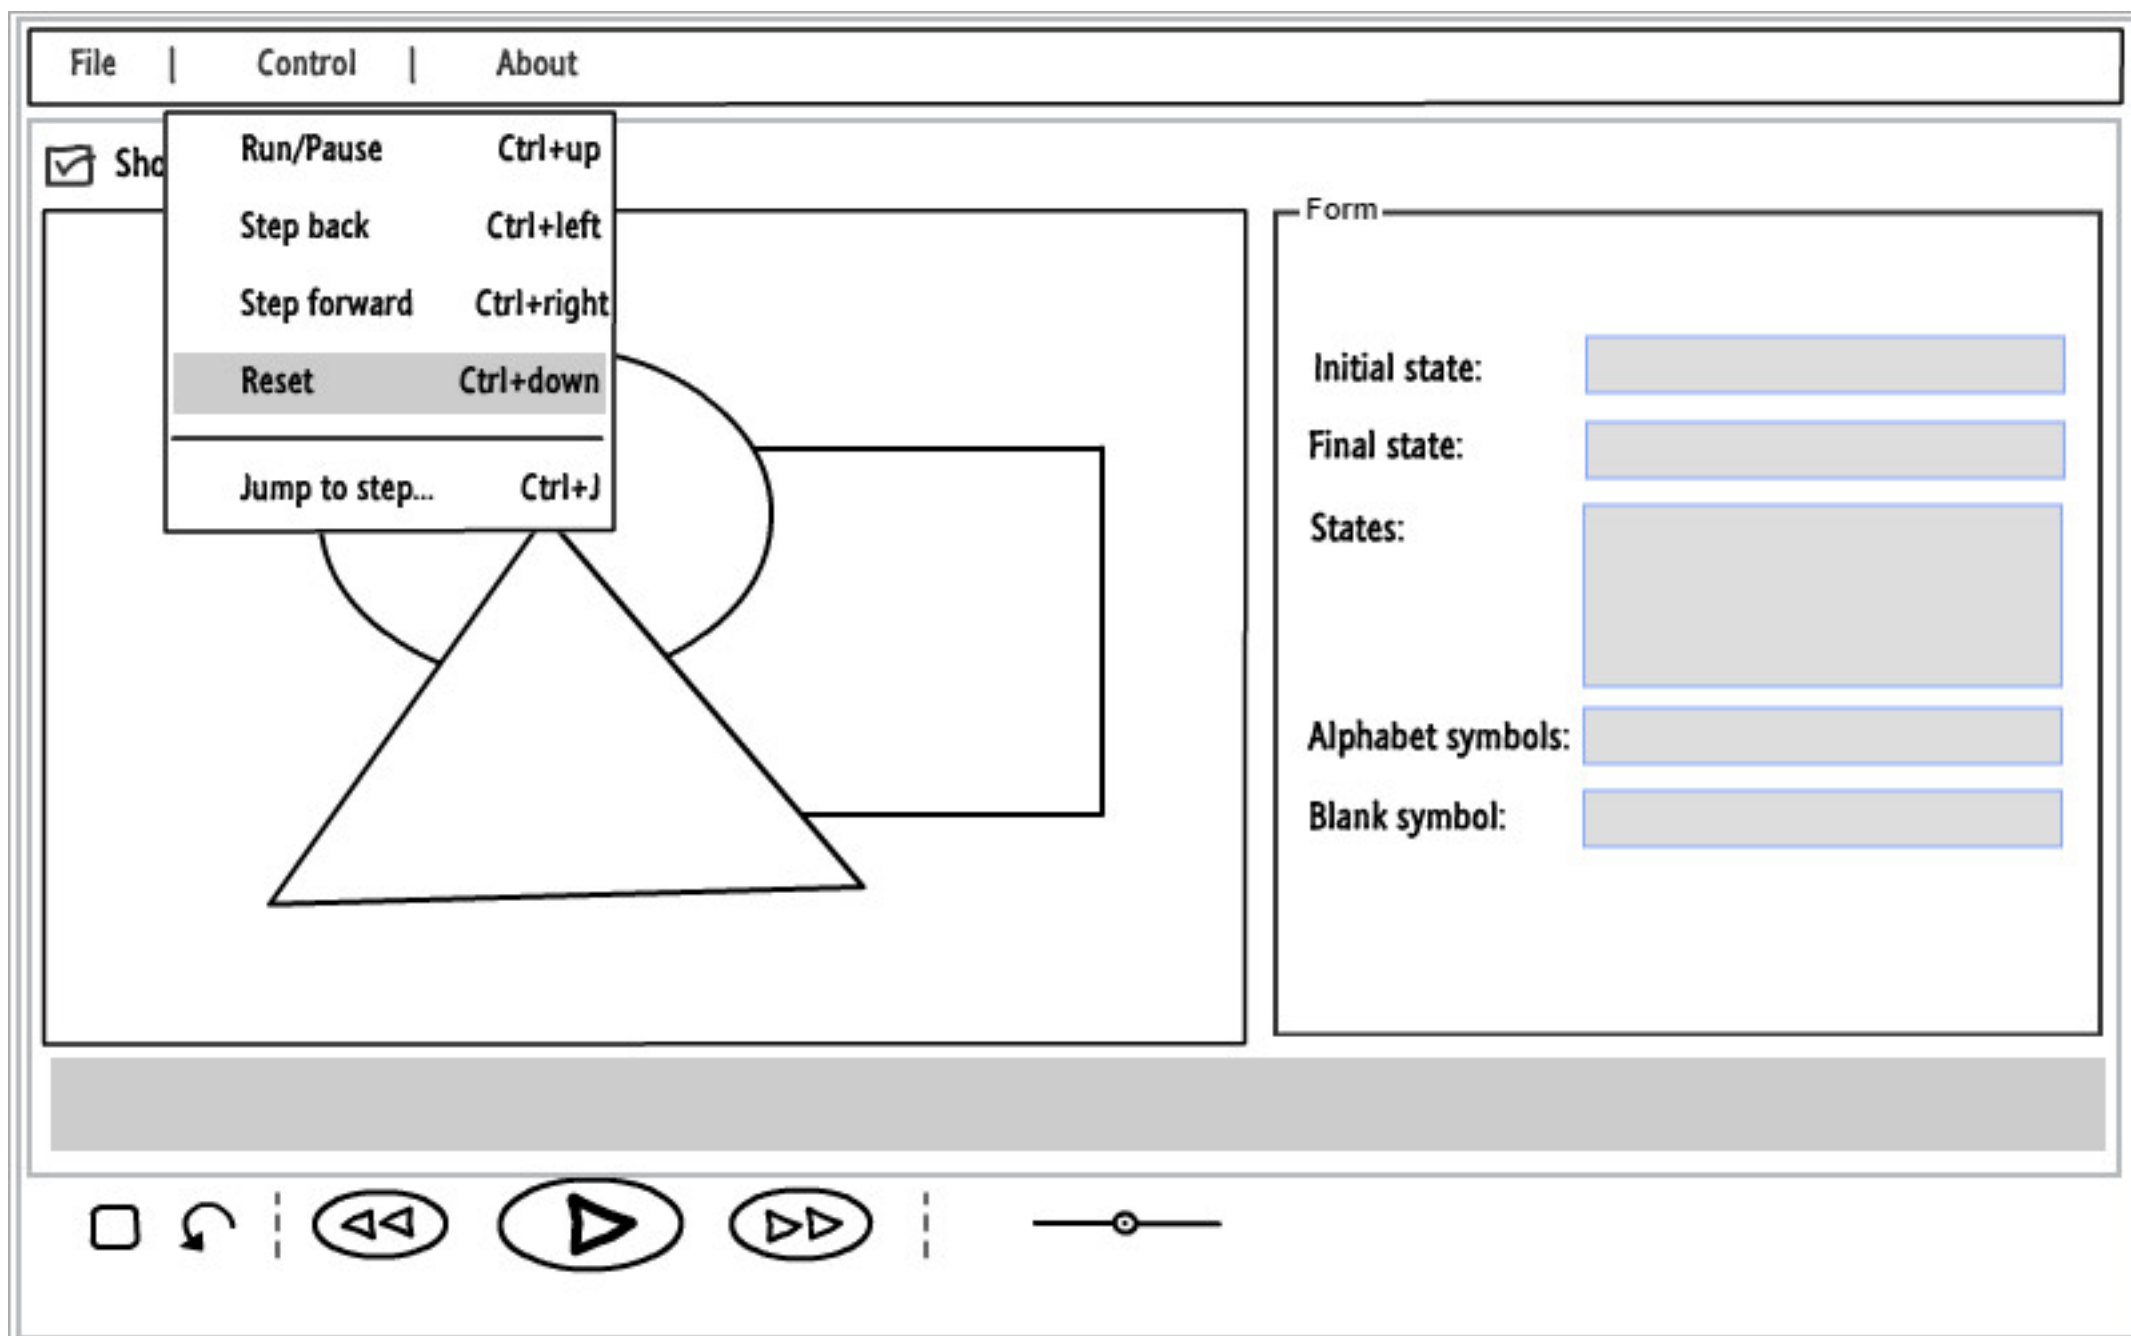 File | Control | About
Run/Pause Ctrl+up
Step back Ctrl+left
Step forward Ctrl+right
Reset Ctrl+down
Jump to step... Ctrl+J
Form
Initial state:
Final state:
States:
Alphabet symbols:
Blank symbol: